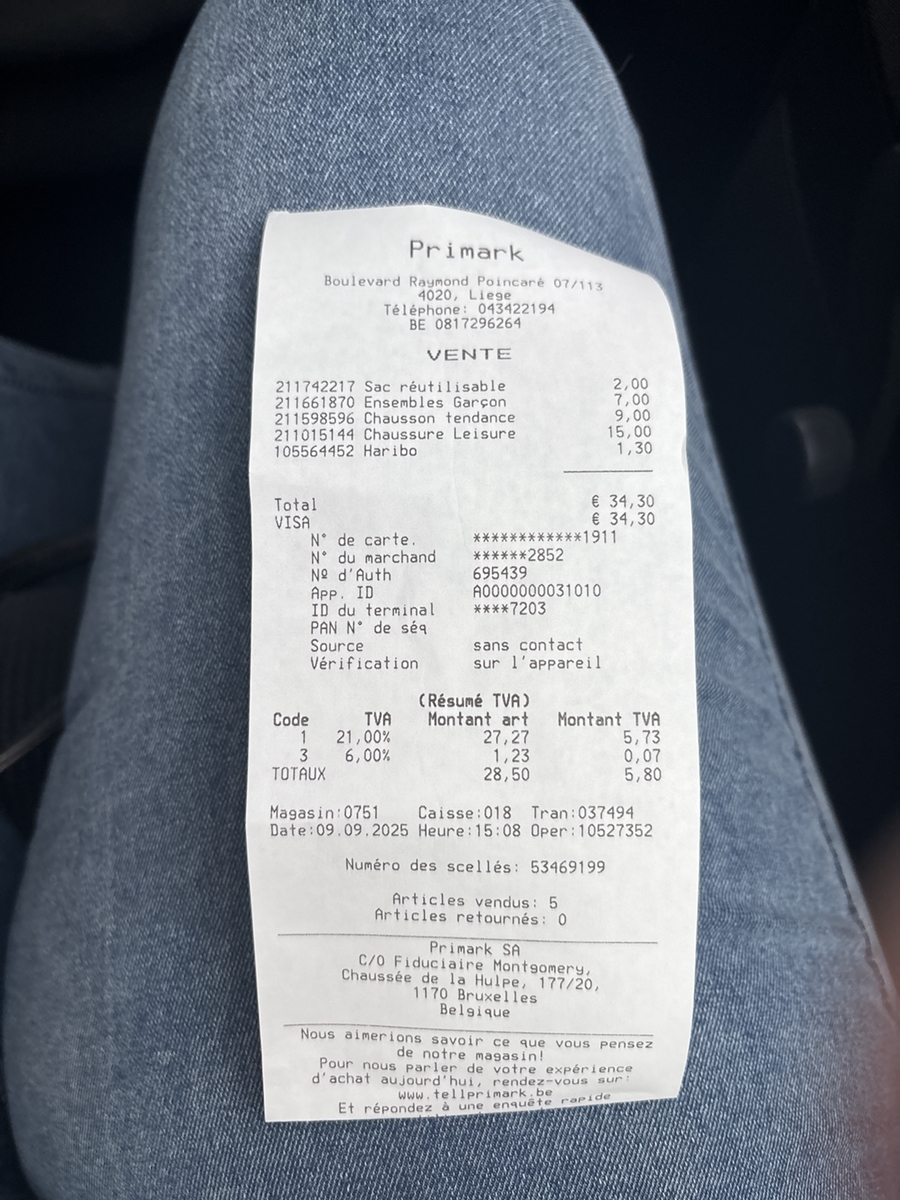 Primark
Boulevard Raymond Poincaré 07/113
4020, Liege
Téléphone: 043422194
BE 0817296264
VENTE
211742217 Sac réutilisable 2,00
211661870 Ensembles Garçon 7,00
211598596 Chausson tendance 9,00
211015144 Chaussure Leisure 15,00
105564452 Haribo 1,30
Total € 34,30
VISA € 34,30
N° de carte. ************1911
N° du marchand ******2852
Nº d'Auth 695439
App. ID A0000000031010
ID du terminal ****7203
PAN N° de séq
Source sans contact
Vérification sur l'appareil
(Résumé TVA)
Code TVA Montant art Montant TVA
1 21,00% 27,27 5,73
3 6,00% 1,23 0,07
TOTAUX 28,50 5,80
Magasin:0751 Caisse:018 Tran:037494
Date:09.09.2025 Heure:15:08 Oper:10527352
Numéro des scellés: 53469199
Articles vendus: 5
Articles retournés: 0
Primark SA
C/O Fiduciaire Montgomery,
Chaussée de la Hulpe, 177/20,
1170 Bruxelles
Belgique
Nous aimerions savoir ce que vous pensez
de notre magasin!
Pour nous parler de votre expérience
d'achat aujourd'hui, rendez-vous sur:
www.tellprimark.be
Et répondez à une enquête rapide